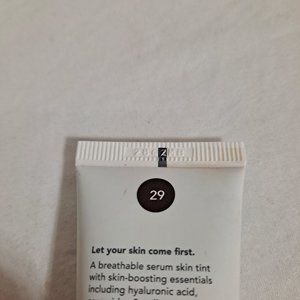 29
Let your skin come first.
A breathable serum skin tint
with skin-boosting essentials
including hyaluronic acid,